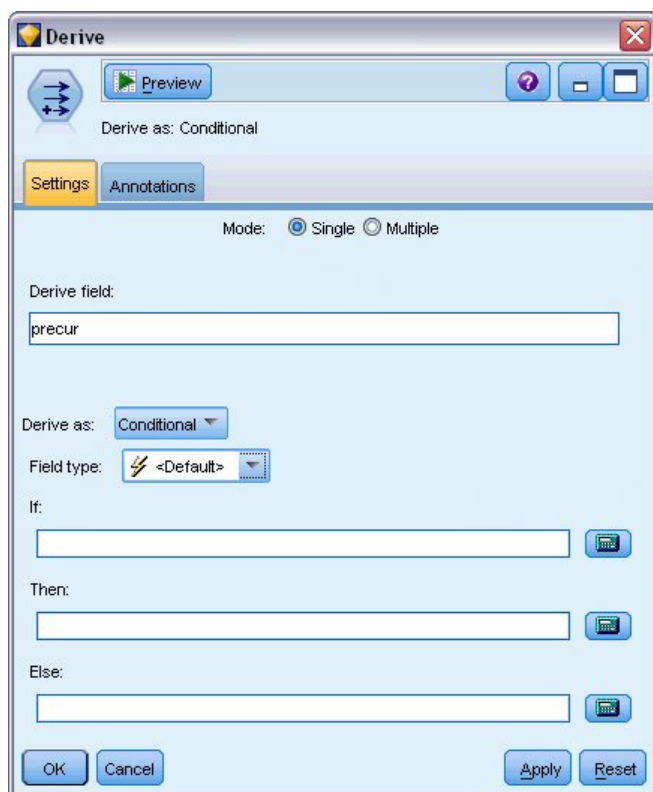 Derive
Preview
Derive as: Conditional
Settings Annotations
Mode: Single Multiple
Derive field:
precur
Derive as: Conditional
Field type: <Default>
If:
Then:
Else:
OK Cancel Apply Reset